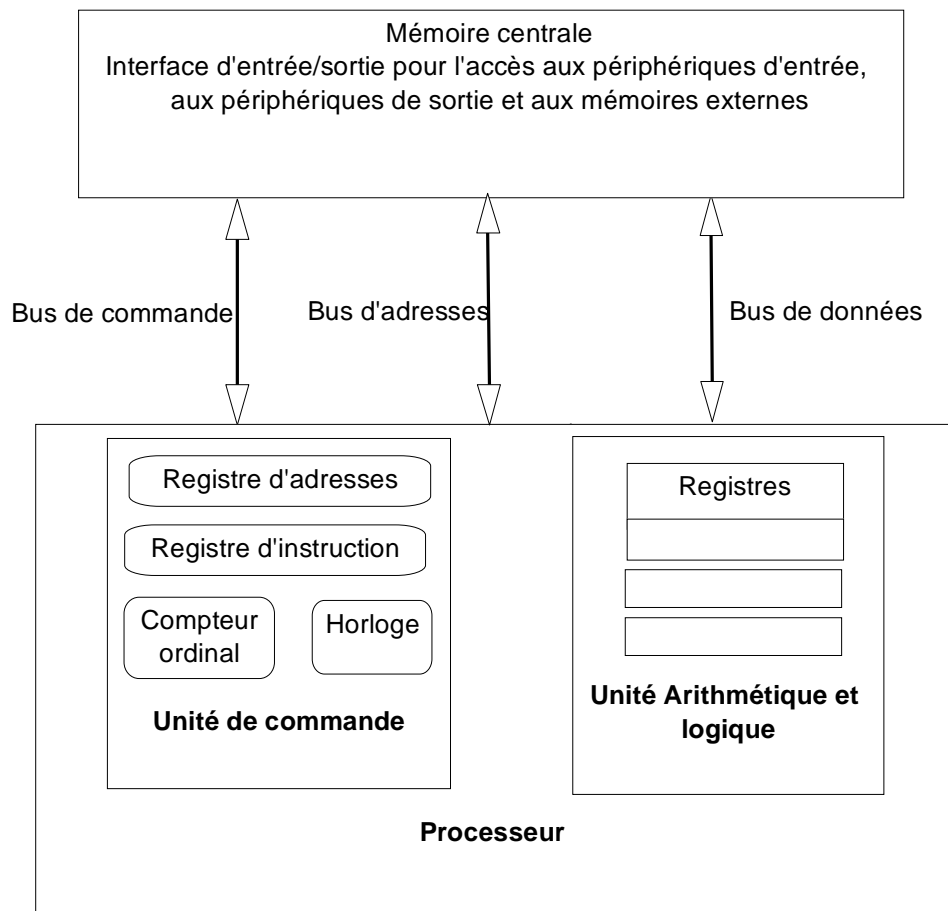 Mémoire centrale
Interface d'entrée/sortie pour l'accès aux périphériques d'entrée,
aux périphériques de sortie et aux mémoires externes
Bus de commande
Bus d'adresses
Bus de données
Registre d'adresses
Registre d'instruction
Compteur
ordinal
Horloge
Unité de commande
Registres
Unité Arithmétique et
logique
Processeur